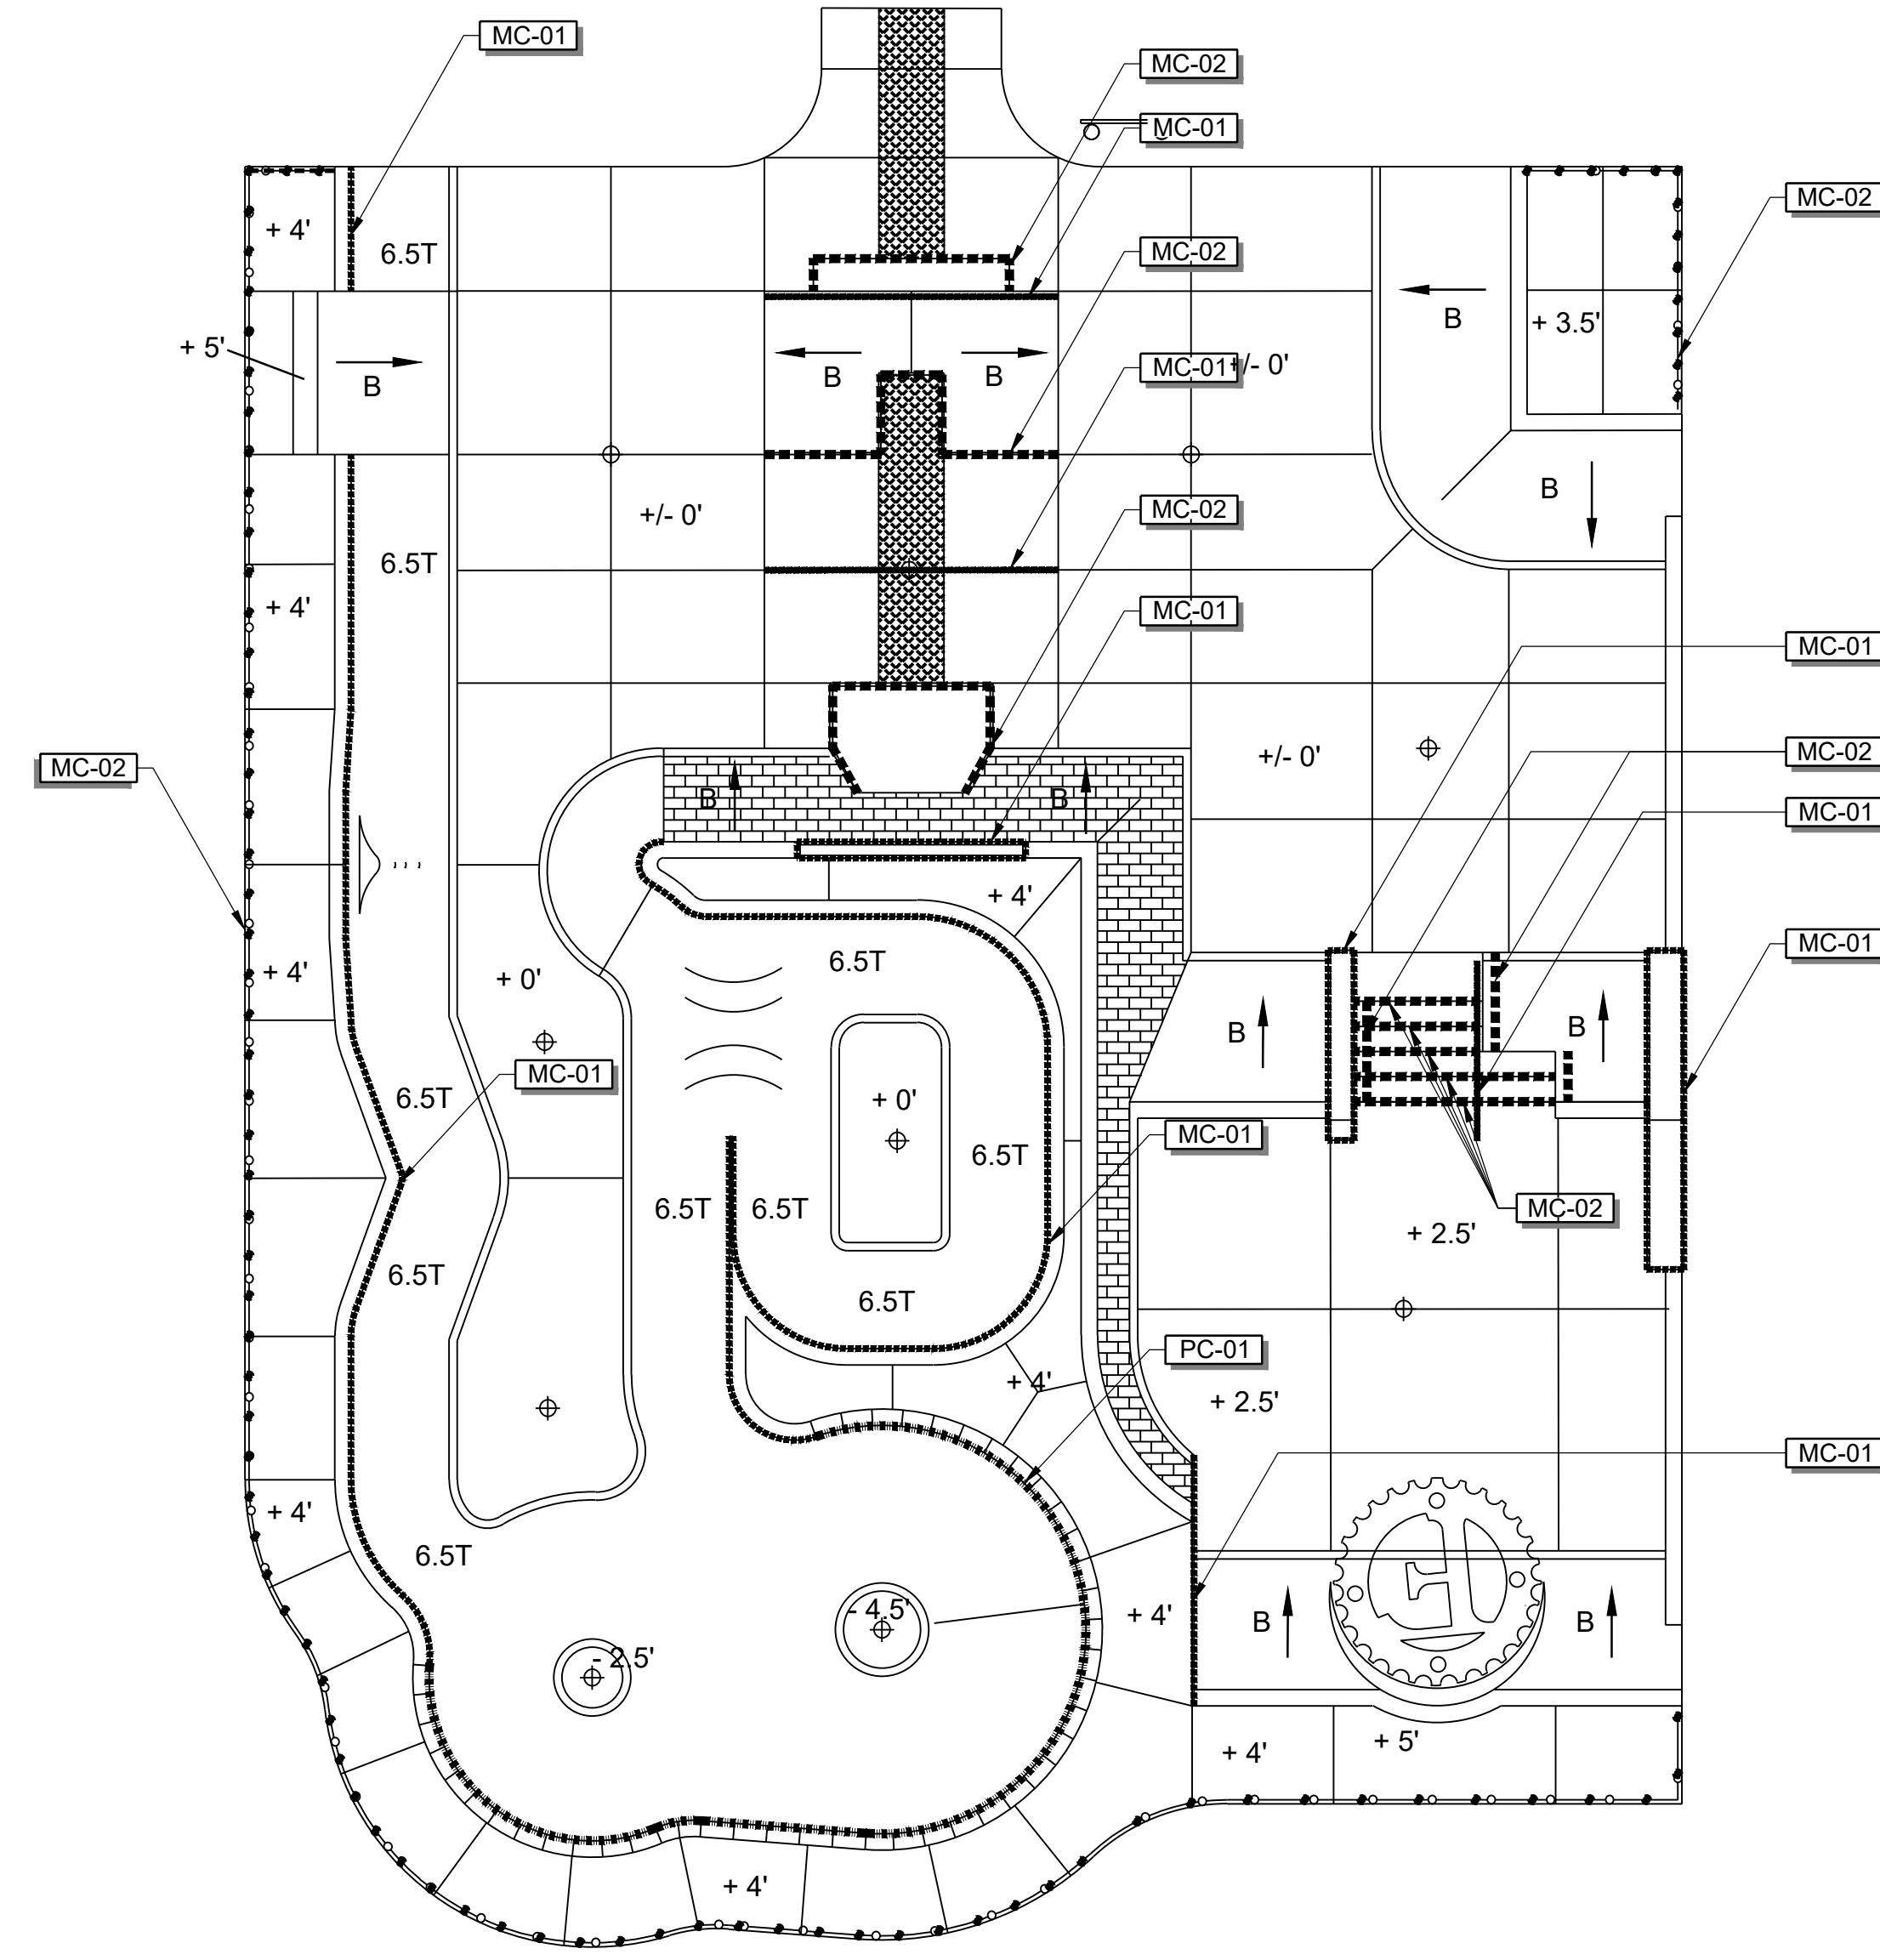 MC-01
MC-02
MC-01
MC-02
+ 4'
6.5T
MC-02
B
+ 3.5'
+ 5'
B
B
B
MC-01
+/- 0'
B
+/- 0'
MC-02
6.5T
+ 4'
MC-01
MC-01
MC-02
+/- 0'
MC-02
B
B
MC-01
+ 4'
6.5T
MC-01
+ 4'
+ 0'
B
B
MC-01
6.5T
+ 0'
MC-01
6.5T
6.5T
6.5T
MC-02
+ 2.5'
6.5T
6.5T
PC-01
+ 4'
+ 2.5'
MC-01
+ 4'
6.5T
- 4.5'
+ 4'
B
B
- 2.5'
+ 4'
+ 5'
+ 4'